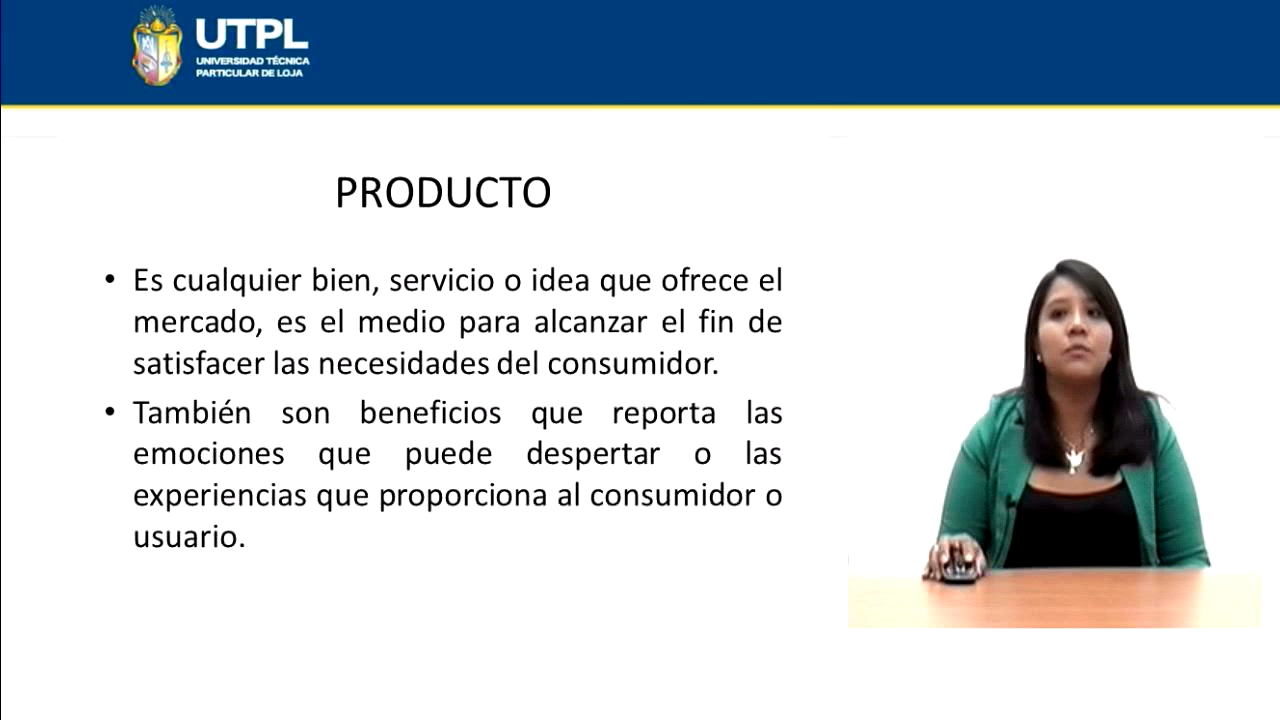 UTPL
UNIVERSIDAD TÉCNICA
PARTICULAR DE LOJA
PRODUCTO
• Es cualquier bien, servicio o idea que ofrece el
mercado, es el medio para alcanzar el fin de
satisfacer las necesidades del consumidor.
• También son beneficios que reporta las
emociones que puede despertar o las
experiencias que proporciona al consumidor o
usuario.